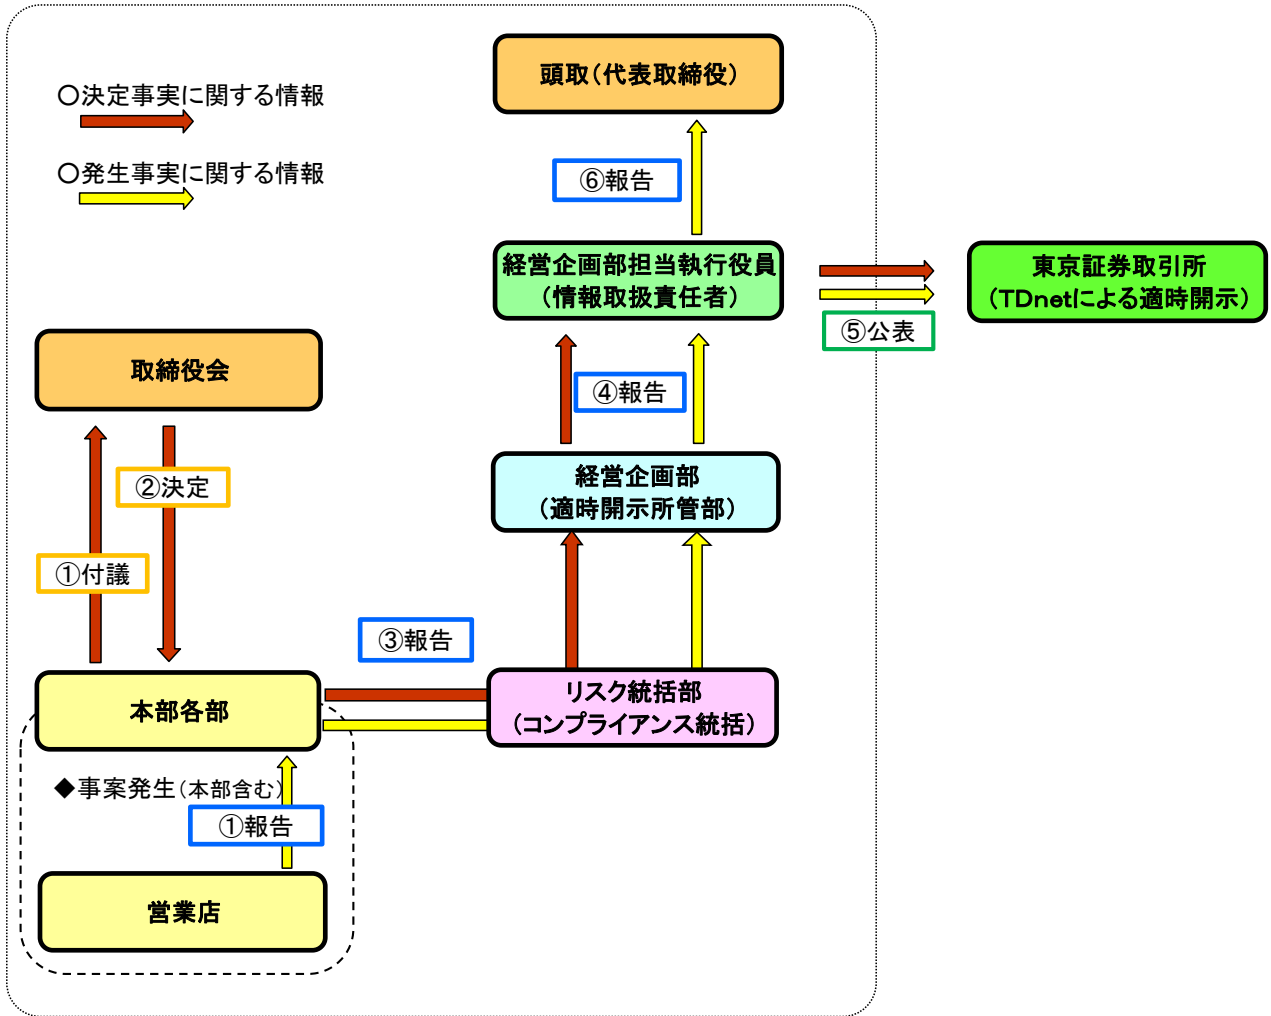 頭取（代表取締役）
○決定事実に関する情報
○発生事実に関する情報
⑥報告
経営企画部担当執行役員
（情報取扱責任者）
東京証券取引所
（TDnetによる適時開示）
⑤公表
取締役会
④報告
②決定
経営企画部
（適時開示所管部）
①付議
③報告
本部各部
リスク統括部
（コンプライアンス統括）
◆事案発生（本部含む）
①報告
営業店